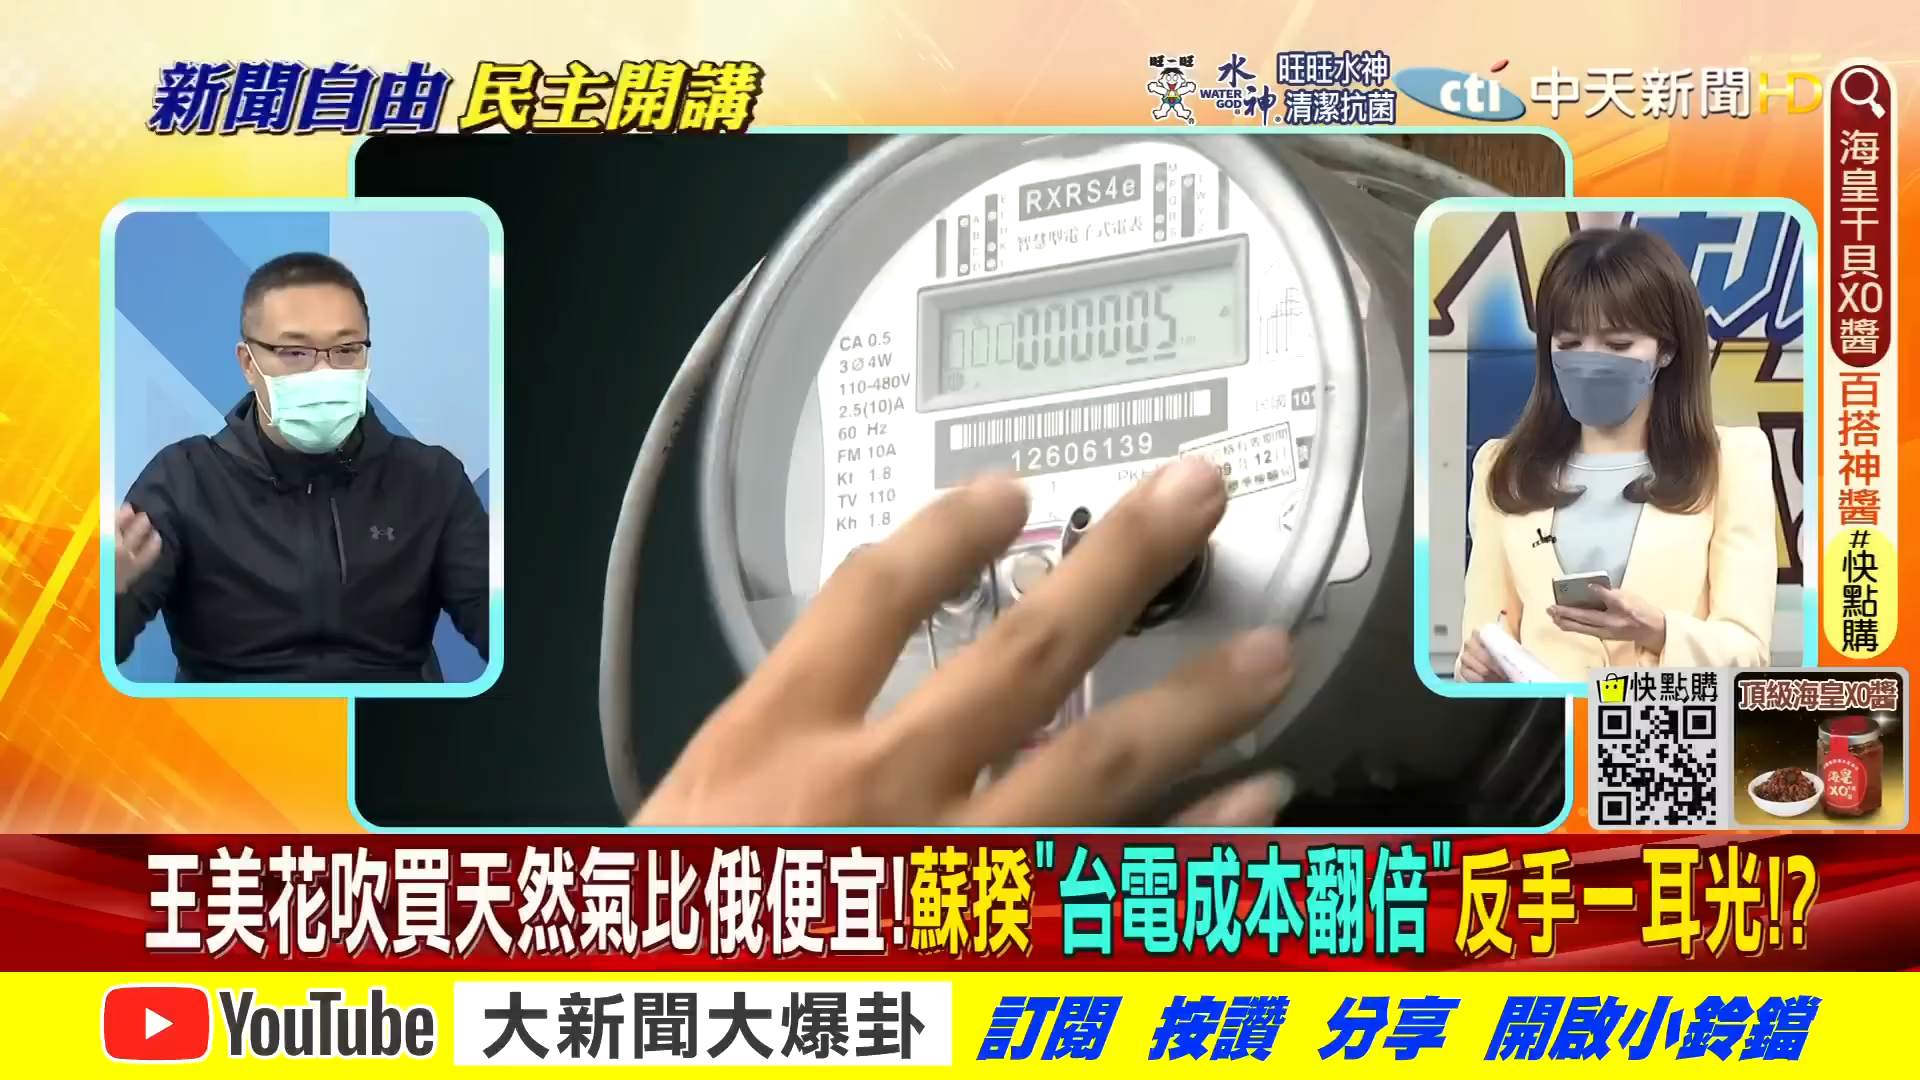 新聞自由 民主開講
旺一旺
水神
WATER GOD
旺旺水神
清潔抗菌
cti 中天新聞HD
海皇干貝XO醬
百搭神醬
#快點購
RXRS4e
智慧型電子式電表
000005
CA 0.5
3∅ 4W
110-480V
2.5(10)A
60 Hz
FM 10A
Kt 1.8
TV 110
Kh 1.8
12606139
快點購
頂級海皇XO醬
王美花吹買天然氣比俄便宜!蘇揆"台電成本翻倍"反手一耳光!?
YouTube 大新聞大爆卦 訂閱 按讚 分享 開啟小鈴鐺